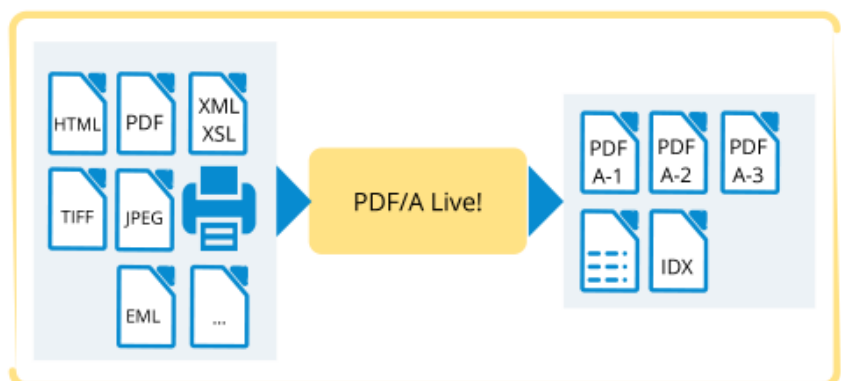 HTML
PDF
XML
XSL
TIFF
JPEG
EML
...
PDF/A Live!
PDF
A-1
PDF
A-2
PDF
A-3
IDX